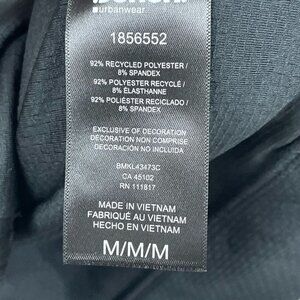 urbanwear.
1856552
92% RECYCLED POLYESTER /
8% SPANDEX
92% POLYESTER RECYCLÉ /
8% ÉLASTHANNE
92% POLIÉSTER RECICLADO /
8% SPANDEX
EXCLUSIVE OF DECORATION
DÉCORATION NON COMPRISE
DECORACIÓN NO INCLUIDA
BMKL43473C
CA 45102
RN 111817
MADE IN VIETNAM
FABRIQUÉ AU VIETNAM
HECHO EN VIETNAM
M/M/M